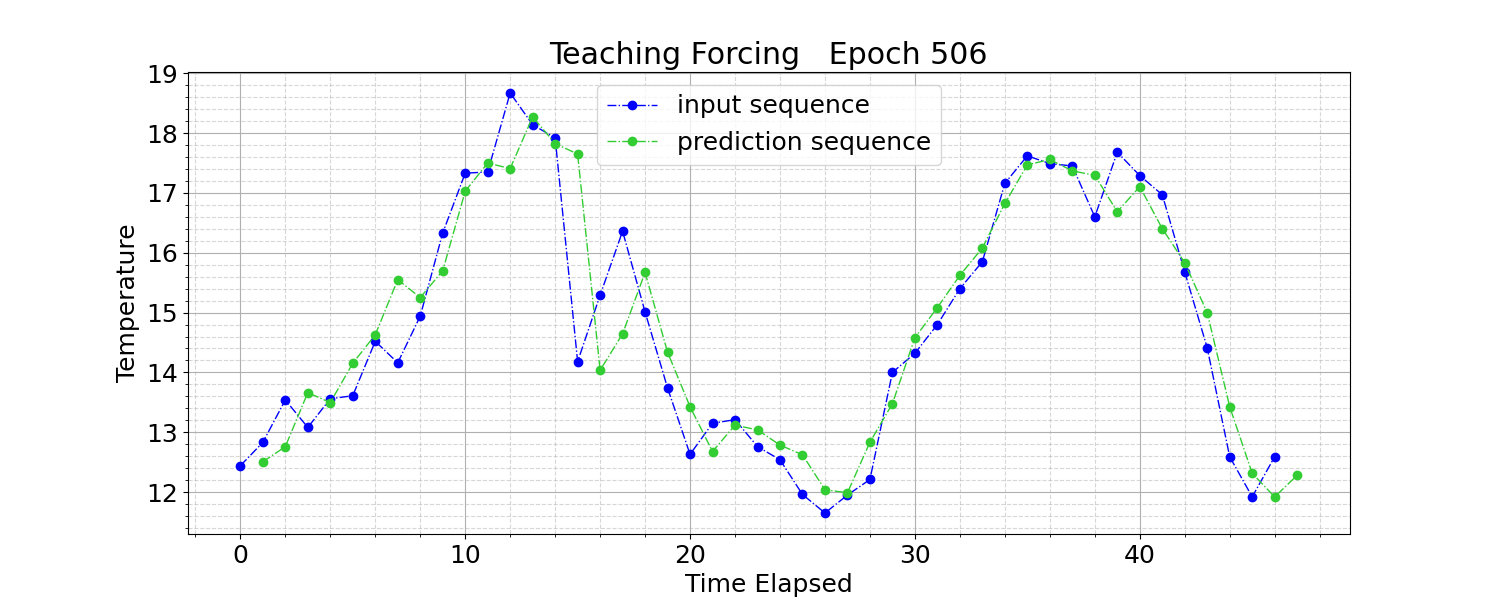 Teaching Forcing Epoch 506
input sequence
prediction sequence
19
18
17
16
15
14
13
12
Temperature
0 10 20 30 40
Time Elapsed